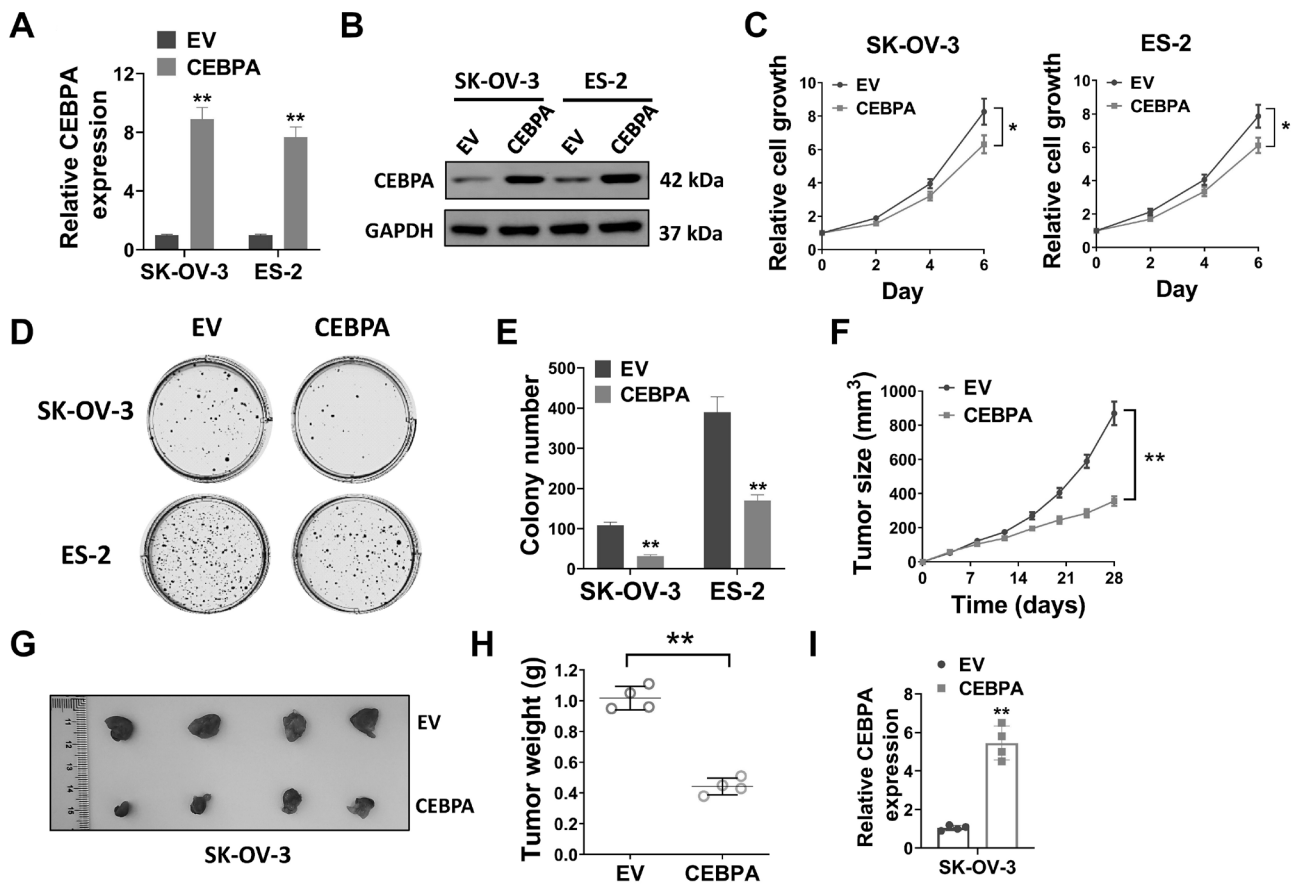 A
EV
CEBPA
Relative CEBPA
expression
12
8
4
0
**
**
SK-OV-3
ES-2
B
SK-OV-3
ES-2
EV
CEBPA
EV
CEBPA
CEBPA
42 kDa
GAPDH
37 kDa
C
SK-OV-3
EV
CEBPA
Relative cell growth
10
8
6
4
2
0
0
2
4
6
*
Day
ES-2
EV
CEBPA
Relative cell growth
10
8
6
4
2
0
0
2
4
6
*
Day
D
EV
CEBPA
SK-OV-3
ES-2
E
EV
CEBPA
Colony number
500
400
300
200
100
0
**
**
SK-OV-3
ES-2
F
EV
CEBPA
Tumor size (mm³)
1000
800
600
400
200
0
0
7
14
21
28
**
Time (days)
G
11
12
13
14
15
EV
CEBPA
SK-OV-3
H
**
Tumor weight (g)
1.2
1.0
0.8
0.6
0.4
0.2
0.0
EV
CEBPA
I
EV
CEBPA
Relative CEBPA
expression
8
6
4
2
0
**
SK-OV-3